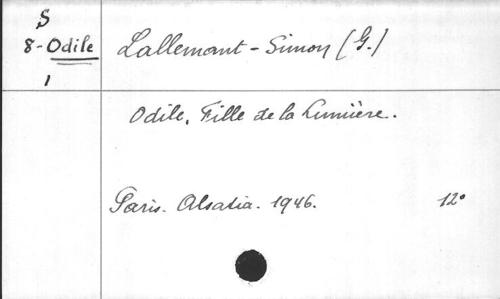 S
8-Odile
1
Lallemant-Simon (G.)
Odile, Fille de la Lumière.
Paris. Alsatia. 1946. 12°